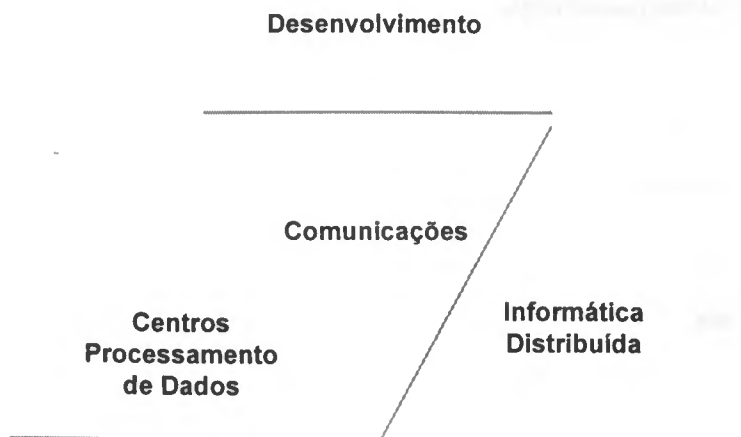 Desenvolvimento
Comunicações
Centros
Processamento
de Dados
Informática
Distribuída